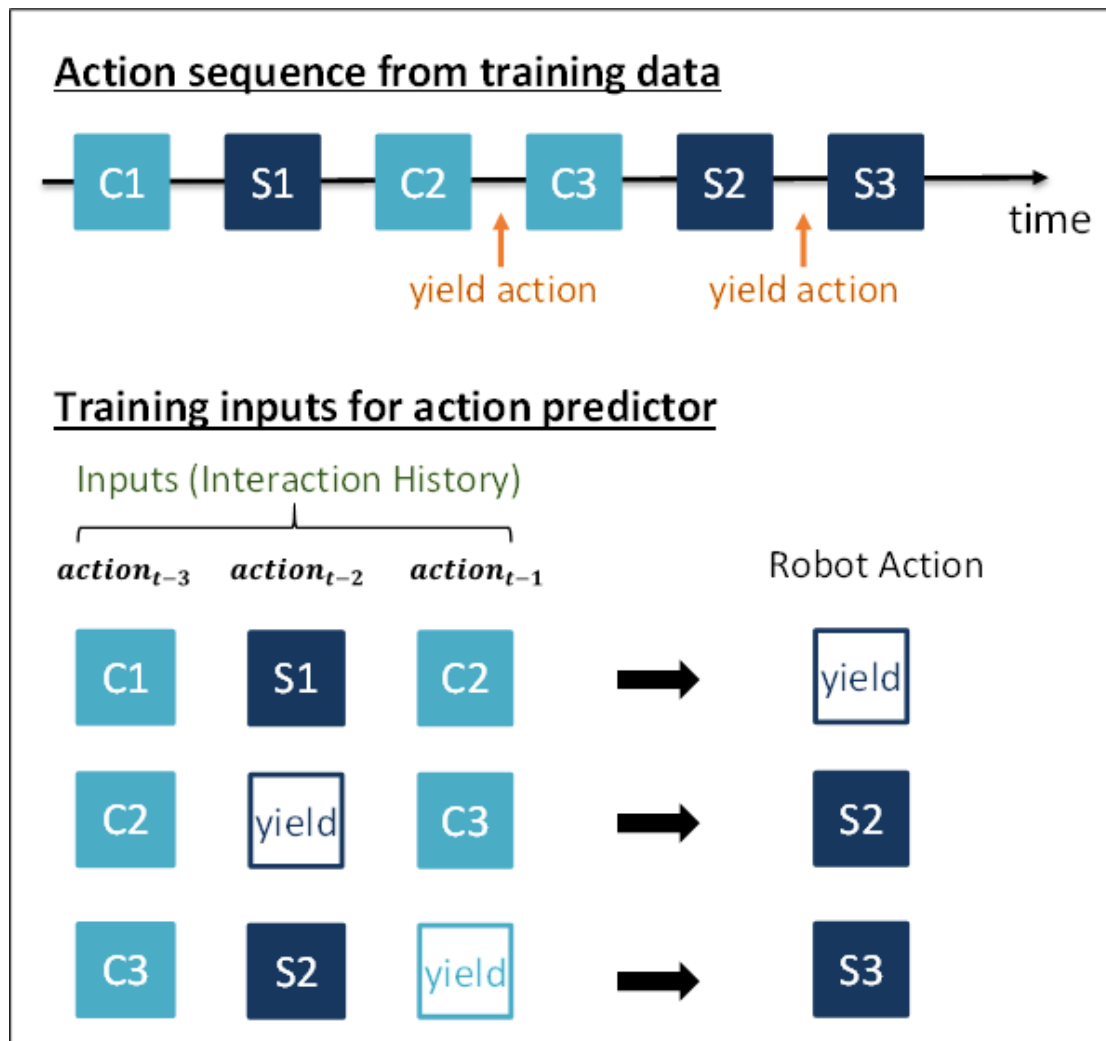 Action sequence from training data
C1 S1 C2 C3 S2 S3
time
yield action yield action
Training inputs for action predictor
Inputs (Interaction History)
action_{t−3} action_{t−2} action_{t−1} Robot Action
C1 S1 C2 yield
C2 yield C3 S2
C3 S2 yield S3